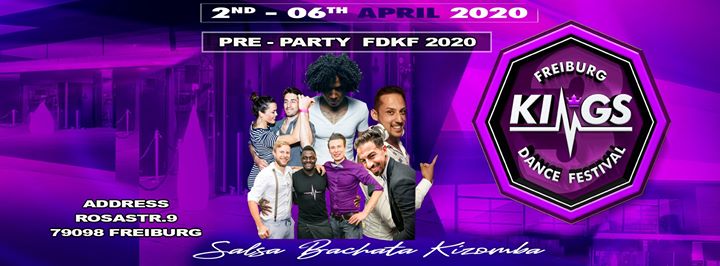 2ND – 06TH APRIL 2020
PRE - PARTY FDKF 2020
FREIBURG
KINGS
DANCE FESTIVAL
3
ADDRESS
ROSASTR.9
79098 FREIBURG
Salsa Bachata Kizomba